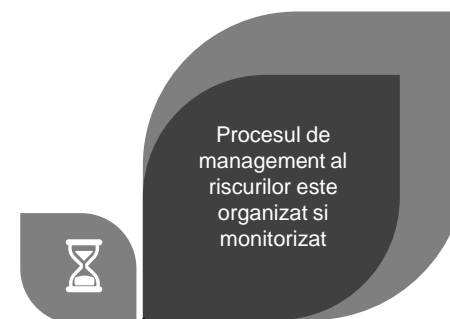 Procesul de
management al
riscurilor este
organizat si
monitorizat